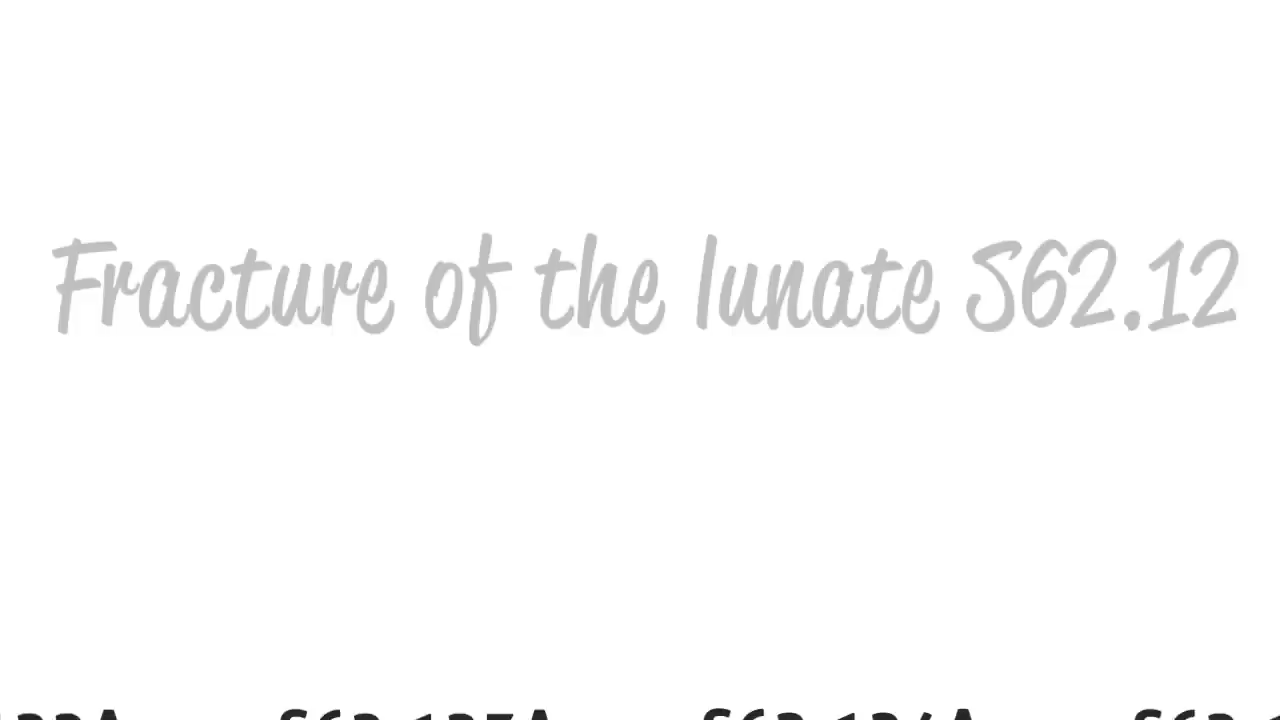 Fracture of the lunate S62.12